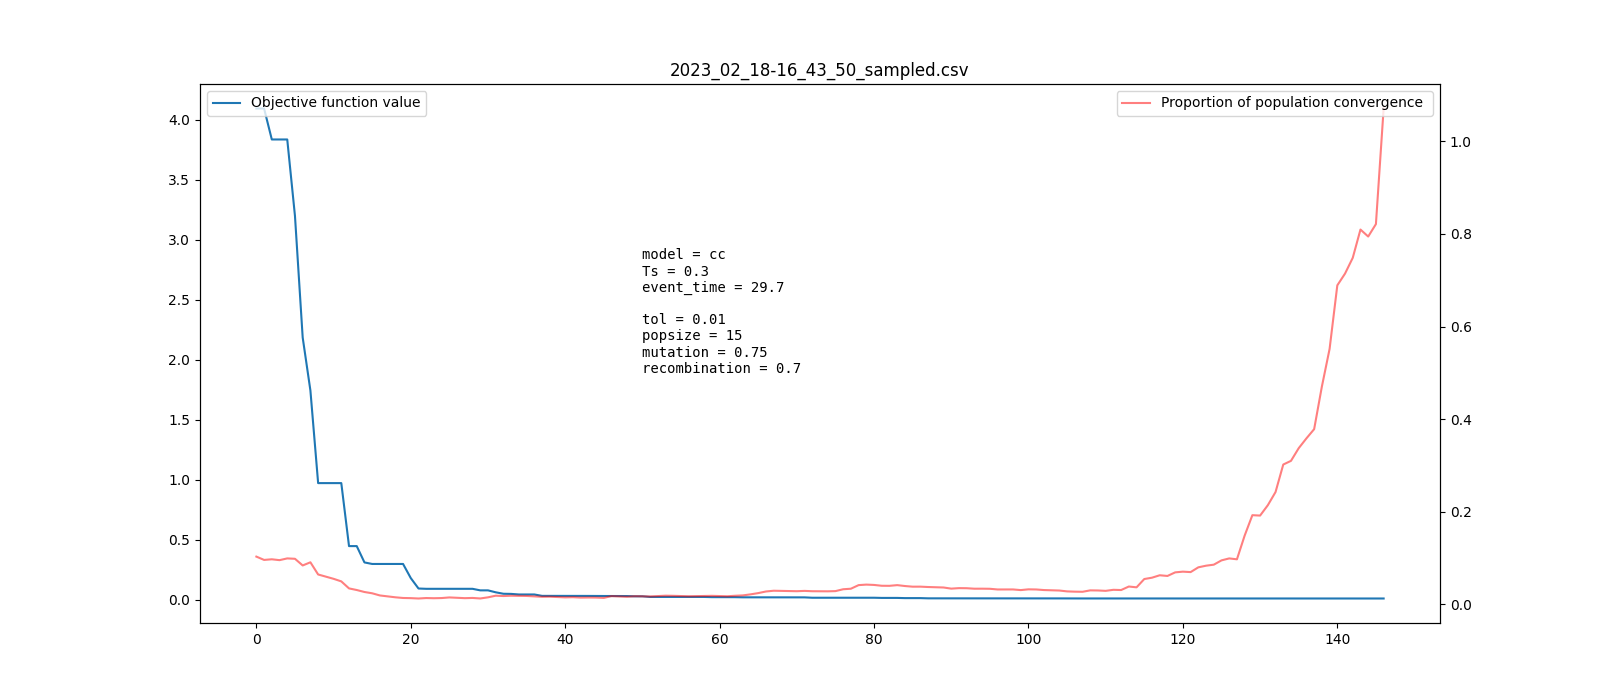 2023_02_18-16_43_50_sampled.csv
Objective function value
Proportion of population convergence
4.0
3.5
3.0
2.5
2.0
1.5
1.0
0.5
0.0
model = cc
Ts = 0.3
event_time = 29.7
tol = 0.01
popsize = 15
mutation = 0.75
recombination = 0.7
1.0
0.8
0.6
0.4
0.2
0.0
0 20 40 60 80 100 120 140